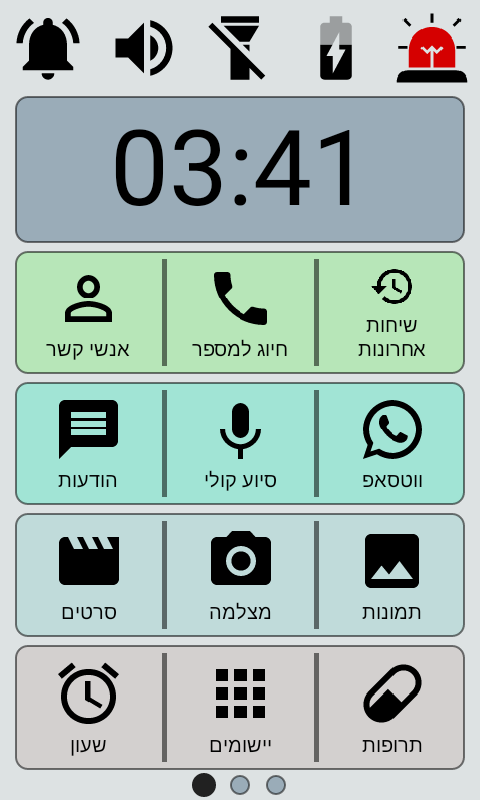 03:41
שיחות
אחרונות
חיוג למספר
אנשי קשר
ווטסאפ
סיוע קולי
הודעות
תמונות
מצלמה
סרטים
תרופות
יישומים
שעון